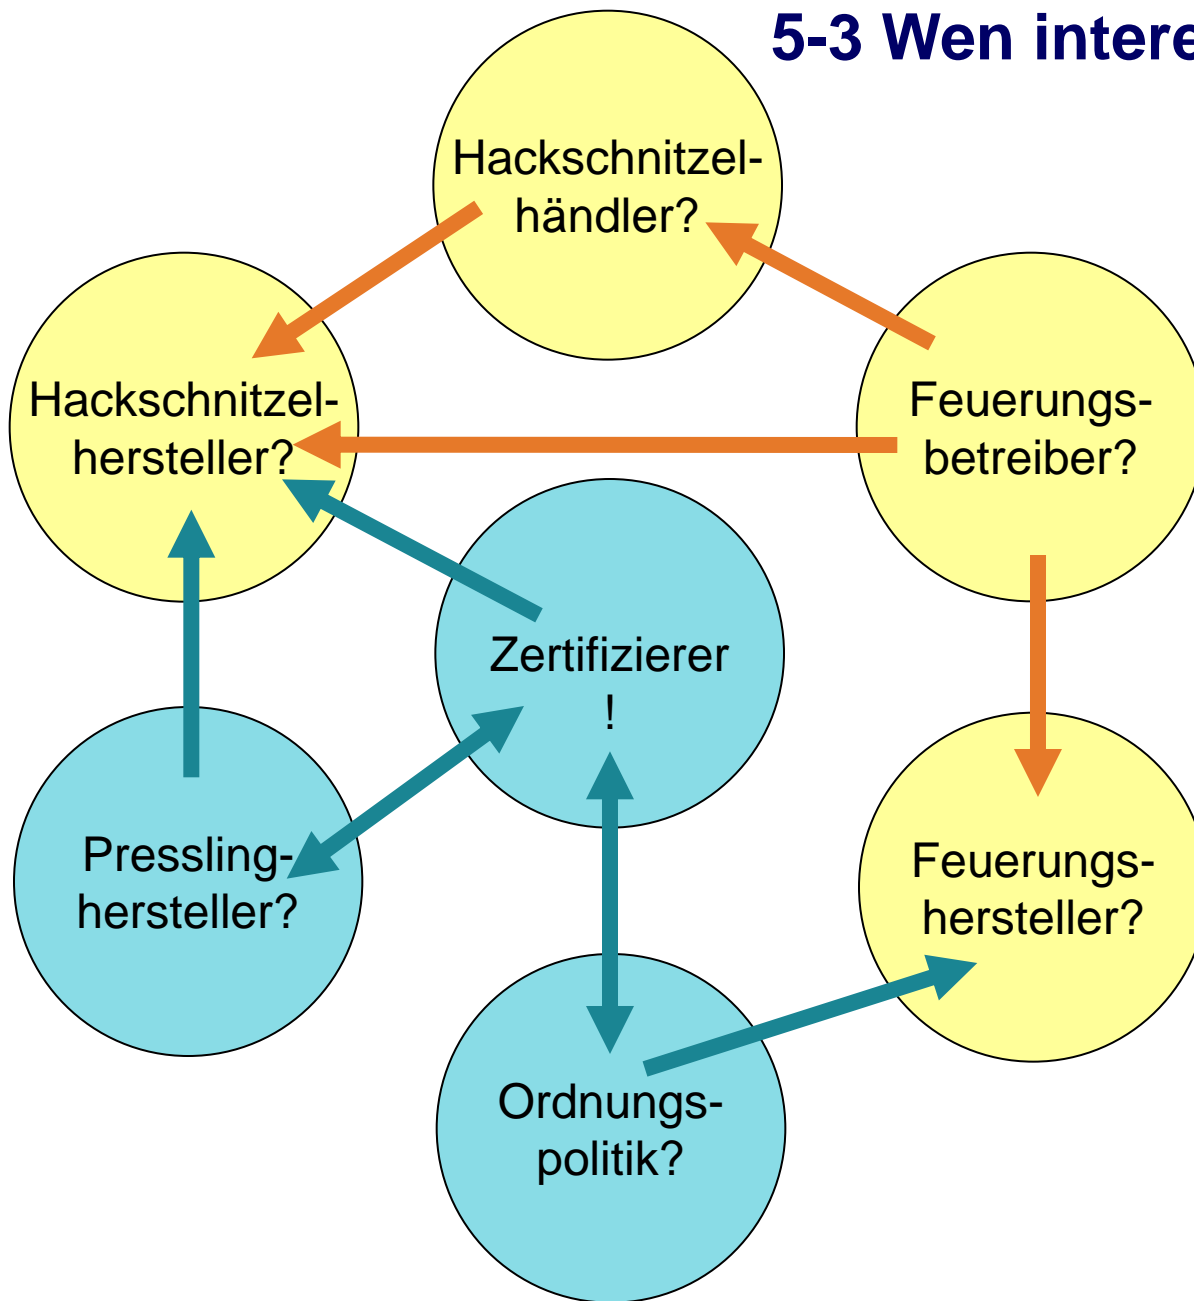 5-3 Wen intere
Hackschnitzel-
händler?
Hackschnitzel-
hersteller?
Feuerungs-
betreiber?
Zertifizierer
!
Pressling-
hersteller?
Feuerungs-
hersteller?
Ordnungs-
politik?